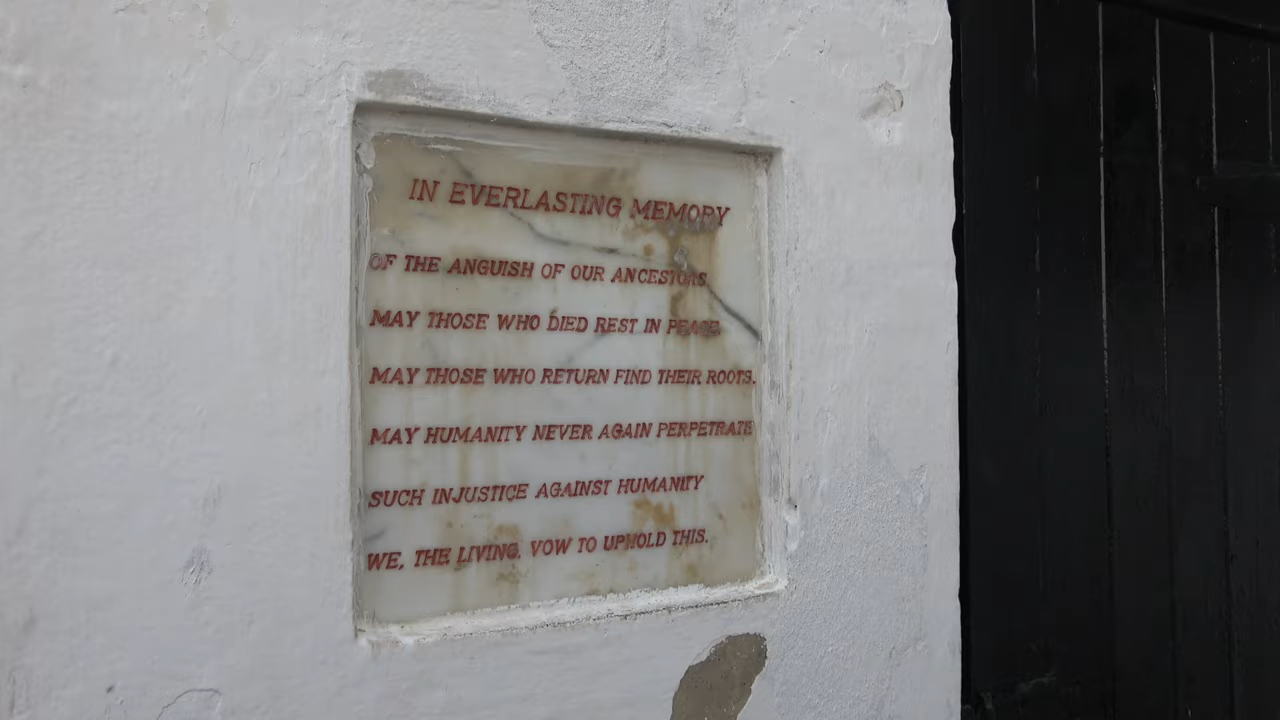 IN EVERLASTING MEMORY
OF THE ANGUISH OF OUR ANCESTORS
MAY THOSE WHO DIED REST IN PEACE.
MAY THOSE WHO RETURN FIND THEIR ROOTS.
MAY HUMANITY NEVER AGAIN PERPETRATE
SUCH INJUSTICE AGAINST HUMANITY
WE, THE LIVING, VOW TO UPHOLD THIS.